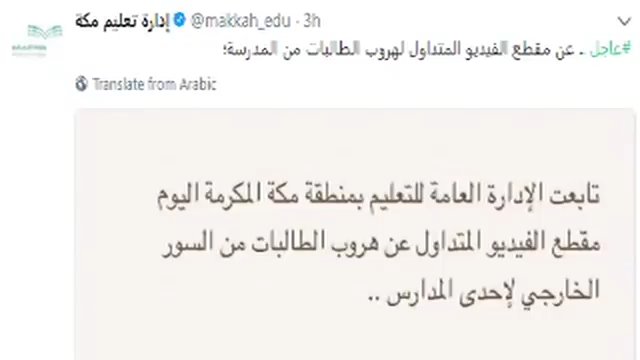 إدارة تعليم مكة @makkah_edu · 3h
#عاجل .. عن مقطع الفيديو المتداول لهروب الطالبات من المدرسة؛
Translate from Arabic
تابعت الإدارة العامة للتعليم بمنطقة مكة المكرمة اليوم
مقطع الفيديو المتداول عن هروب الطالبات من السور
الخارجي لإحدى المدارس ..